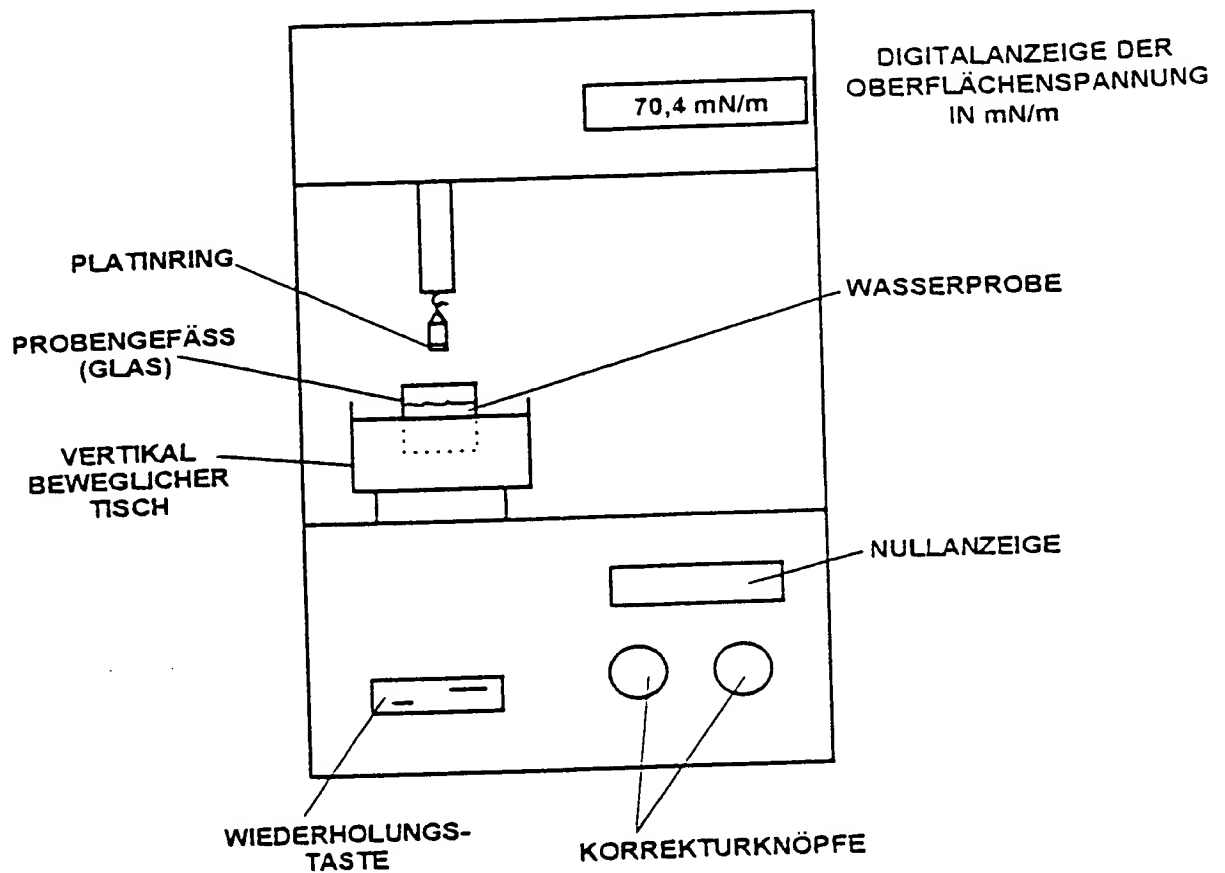 DIGITALANZEIGE DER
OBERFLÄCHENSPANNUNG
IN mN/m
70,4 mN/m
PLATINRING
WASSERPROBE
PROBENGEFÄSS
(GLAS)
VERTIKAL
BEWEGLICHER
TISCH
NULLANZEIGE
WIEDERHOLUNGS-
TASTE
KORREKTURKNÖPFE